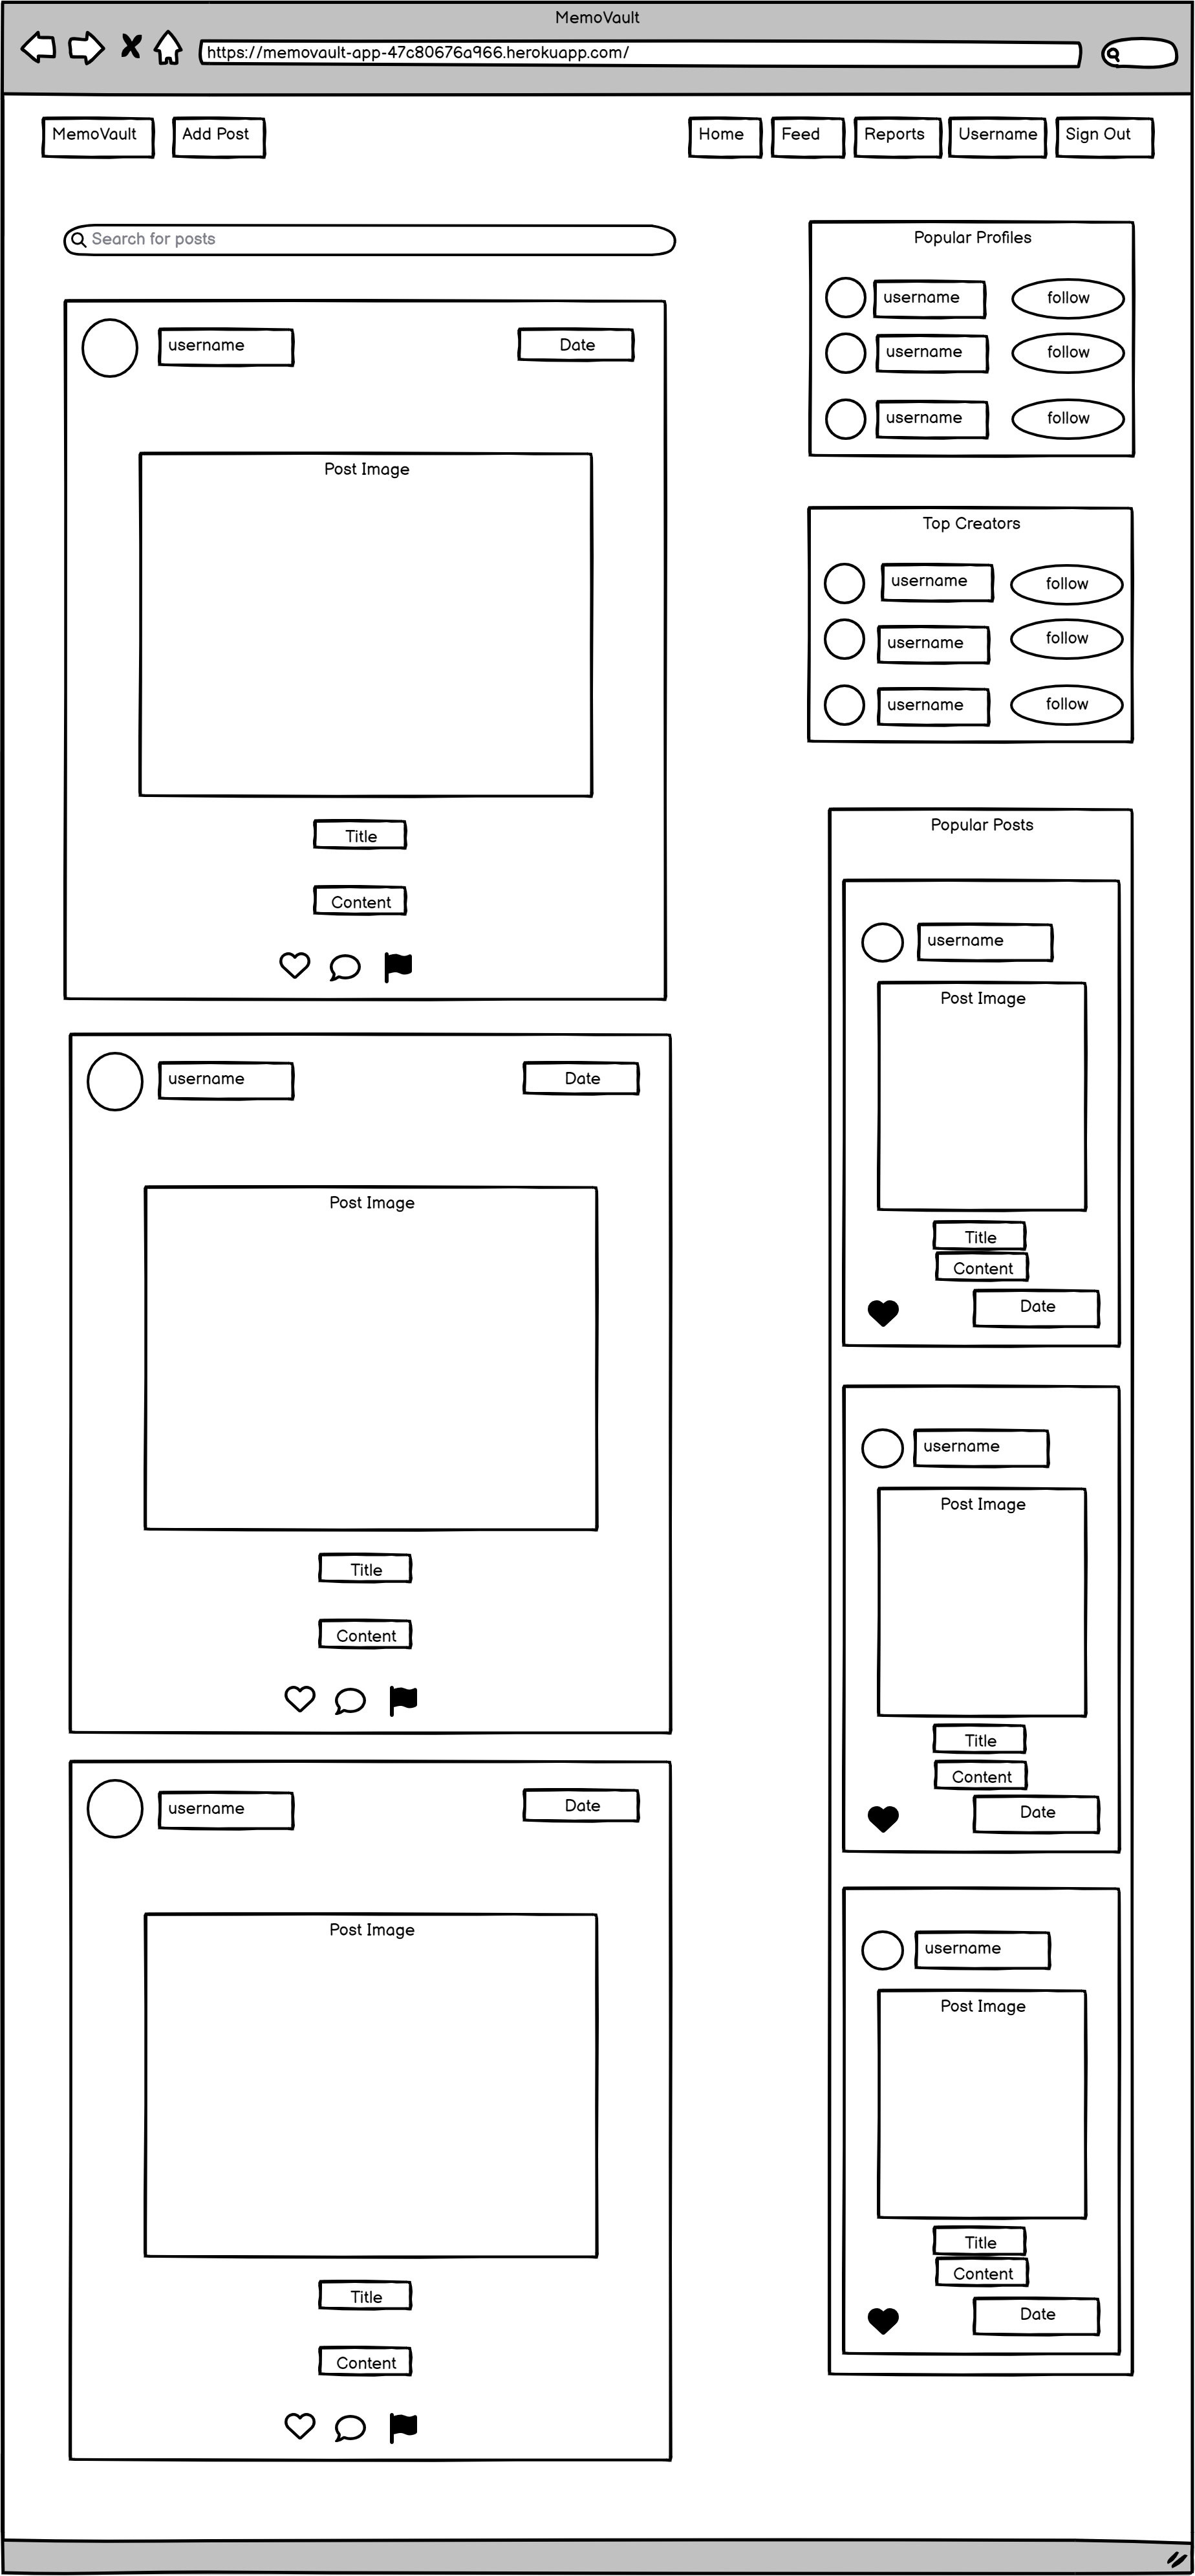 MemoVault
https://memovault-app-47c80676a966.herokuapp.com/
MemoVault
Add Post
Home
Feed
Reports
Username
Sign Out
Search for posts
username
Date
Post Image
Title
Content
username
Date
Post Image
Title
Content
username
Date
Post Image
Title
Content
Popular Profiles
username
follow
username
follow
username
follow
Top Creators
username
follow
username
follow
username
follow
Popular Posts
username
Post Image
Title
Content
Date
username
Post Image
Title
Content
Date
username
Post Image
Title
Content
Date